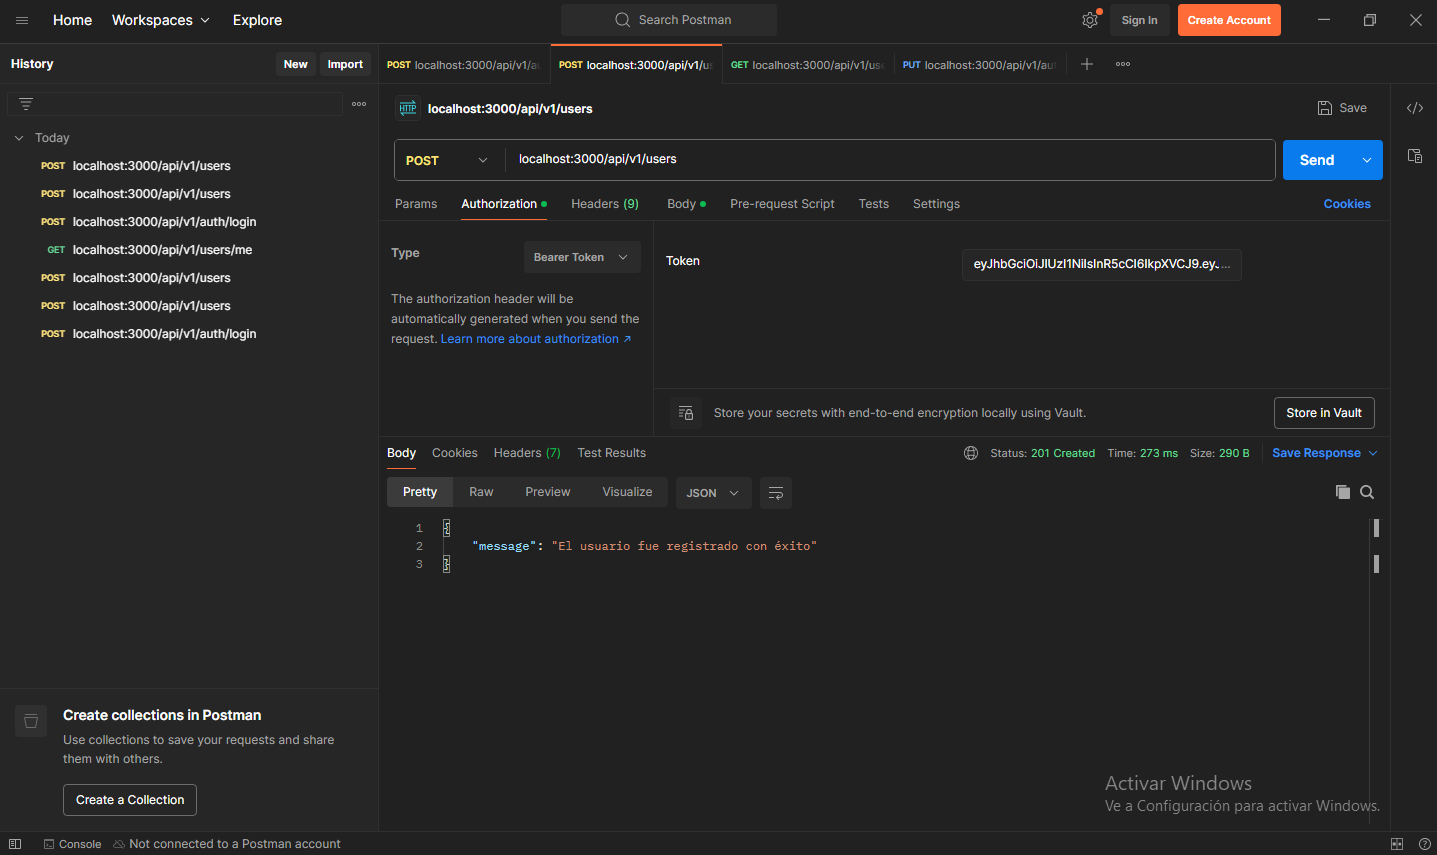 Home Workspaces Explore Search Postman Sign In Create Account
History New Import
POST localhost:3000/api/v1/a
POST localhost:3000/api/v1/us
GET localhost:3000/api/v1/use
PUT localhost:3000/api/v1/aut
HTTP localhost:3000/api/v1/users Save
Today
POST localhost:3000/api/v1/users
POST localhost:3000/api/v1/users
POST localhost:3000/api/v1/auth/login
GET localhost:3000/api/v1/users/me
POST localhost:3000/api/v1/users
POST localhost:3000/api/v1/users
POST localhost:3000/api/v1/auth/login
Create collections in Postman
Use collections to save your requests and share
them with others.
Create a Collection
POST localhost:3000/api/v1/users Send
Params Authorization Headers (9) Body Pre-request Script Tests Settings Cookies
Type Bearer Token
The authorization header will be
automatically generated when you send the
request. Learn more about authorization ↗
Token eyJhbGciOiJIUzI1NiIsInR5cCI6IkpXVCJ9.eyJ...
Store your secrets with end-to-end encryption locally using Vault. Store in Vault
Body Cookies Headers (7) Test Results Status: 201 Created Time: 273 ms Size: 290 B Save Response
Pretty Raw Preview Visualize JSON
1 {
2 "message": "El usuario fue registrado con éxito"
3 }
Activar Windows
Ve a Configuración para activar Windows.
Console Not connected to a Postman account